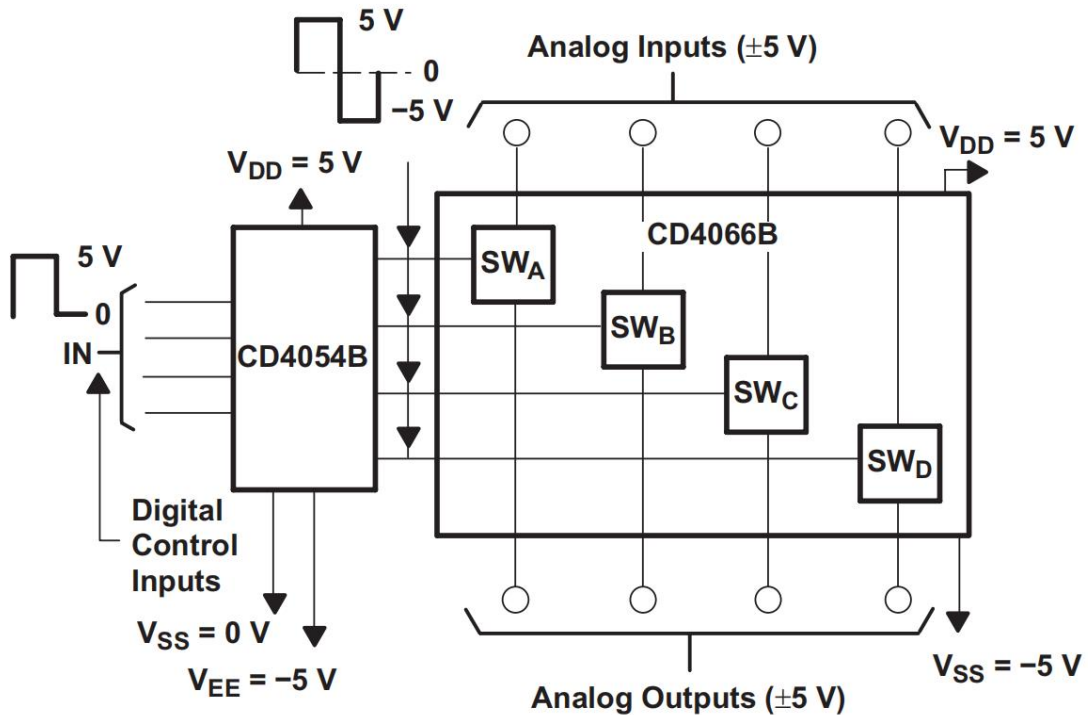 5 V
0
−5 V
Analog Inputs (±5 V)
VDD = 5 V
VDD = 5 V
5 V
0
IN
CD4054B
CD4066B
SWA
SWB
SWC
SWD
Digital
Control
Inputs
VSS = 0 V
VEE = −5 V
VSS = −5 V
Analog Outputs (±5 V)